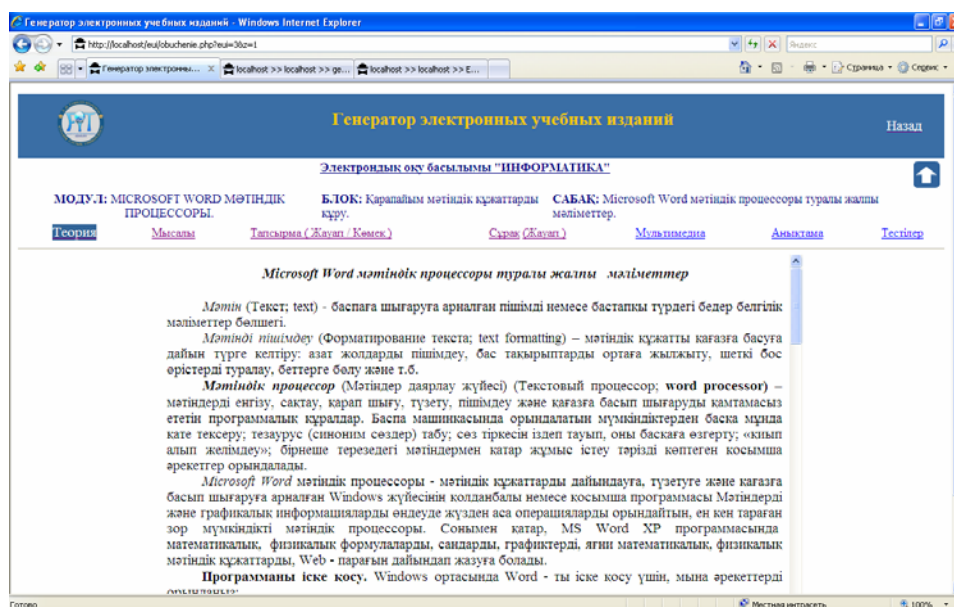 Генератор электронных учебных изданий - Windows Internet Explorer
http://localhost/eui/obuchenie.php?eui=36z=1
Яндекс
Генератор электронны... localhost >> localhost >> ge... localhost >> localhost >> E...
Страница Сервис
Генератор электронных учебных изданий
Назад
Электрондык оку басылымы "ИНФОРМАТИКА"
МОДУЛ: MICROSOFT WORD МӘТІНДІК ПРОЦЕССОРЫ.
БЛОК: Қарапайым мәтіндік құжаттарды құру.
САБАҚ: Microsoft Word мәтіндік процессоры туралы жалпы мәліметтер.
Теория Мысалы Тапсырма ( Жауап / Көмек ) Сұрақ (Жауап ) Мультимедиа Анықтама Тестілер
Microsoft Word мәтіндік процессоры туралы жалпы мәліметтер
Мәтін (Текст; text) - баспаға шығаруға арналған пішімді немесе бастапқы түрдегі бедер белгілік
мәліметтер бөлшегі.
Мәтінді пішімдеу (Форматирование текста; text formatting) – мәтіндік құжатты қағазға басуға
дайын түрге келтіру: азат жолдарды пішімдеу, бас тақырыптарды ортаға жылжыту, шеткі бос
өрістерді туралау, беттерге бөлу және т.б.
Мәтіндік процессор (Мәтіндер даярлау жүйесі) (Текстовый процессор; word processor) –
мәтіндерді енгізу, сақтау, қарап шығу, түзету, пішімдеу және қағазға басып шығаруды қамтамасыз
ететін программалық құралдар. Баспа машинкасында орындалатын мүмкіндіктерден басқа мұнда
қате тексеру; тезаурус (синоним сөздер) табу; сөз тіркесін іздеп тауып, оны басқаға өзгерту; «қиып
алып желімдеу»; бірнеше терезедегі мәтіндермен қатар жұмыс істеу тәрізді көптеген қосымша
әрекеттер орындалады.
Microsoft Word мәтіндік процессоры - мәтіндік құжаттарды дайындауға, түзетуге және қағазға
басып шығаруға арналған Windows жүйесінің қолданбалы немесе қосымша программасы Мәтіндерді
және графикалық информацияларды өңдеуде жүзден аса операцияларды орындайтын, ең кең тараған
зор мүмкіндікті мәтіндік процессоры. Сонымен қатар, MS Word XP программасында
математикалық, физикалық формулаларды, сандарды, графиктерді, яғни математикалық, физикалық
мәтіндік құжаттарды, Web - парағын дайындап жазуға болады.
Программаны іске қосу. Windows ортасында Word - ты іске қосу үшін, мына әрекеттерді
орындаңыз:
Готово
Местная интрасеть
100%